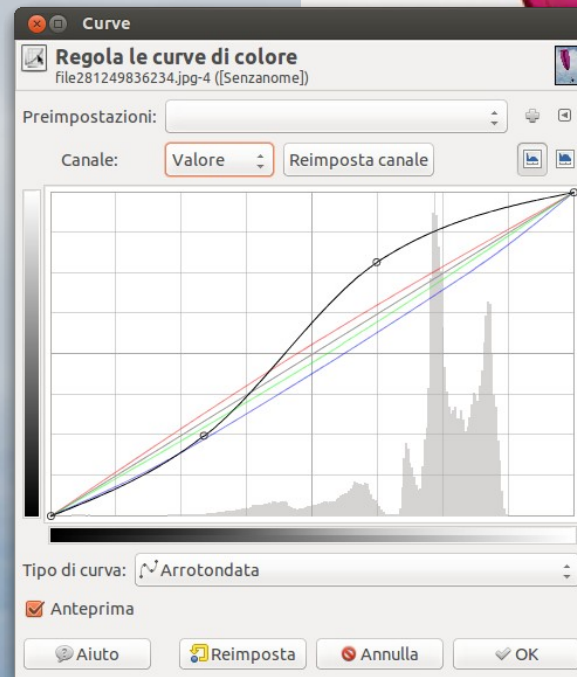 Curve
Regola le curve di colore
file281249836234.jpg-4 ([Senzanome])
Preimpostazioni:
Canale: Valore Reimposta canale
Tipo di curva: Arrotondata
Anteprima
Aiuto Reimposta Annulla OK